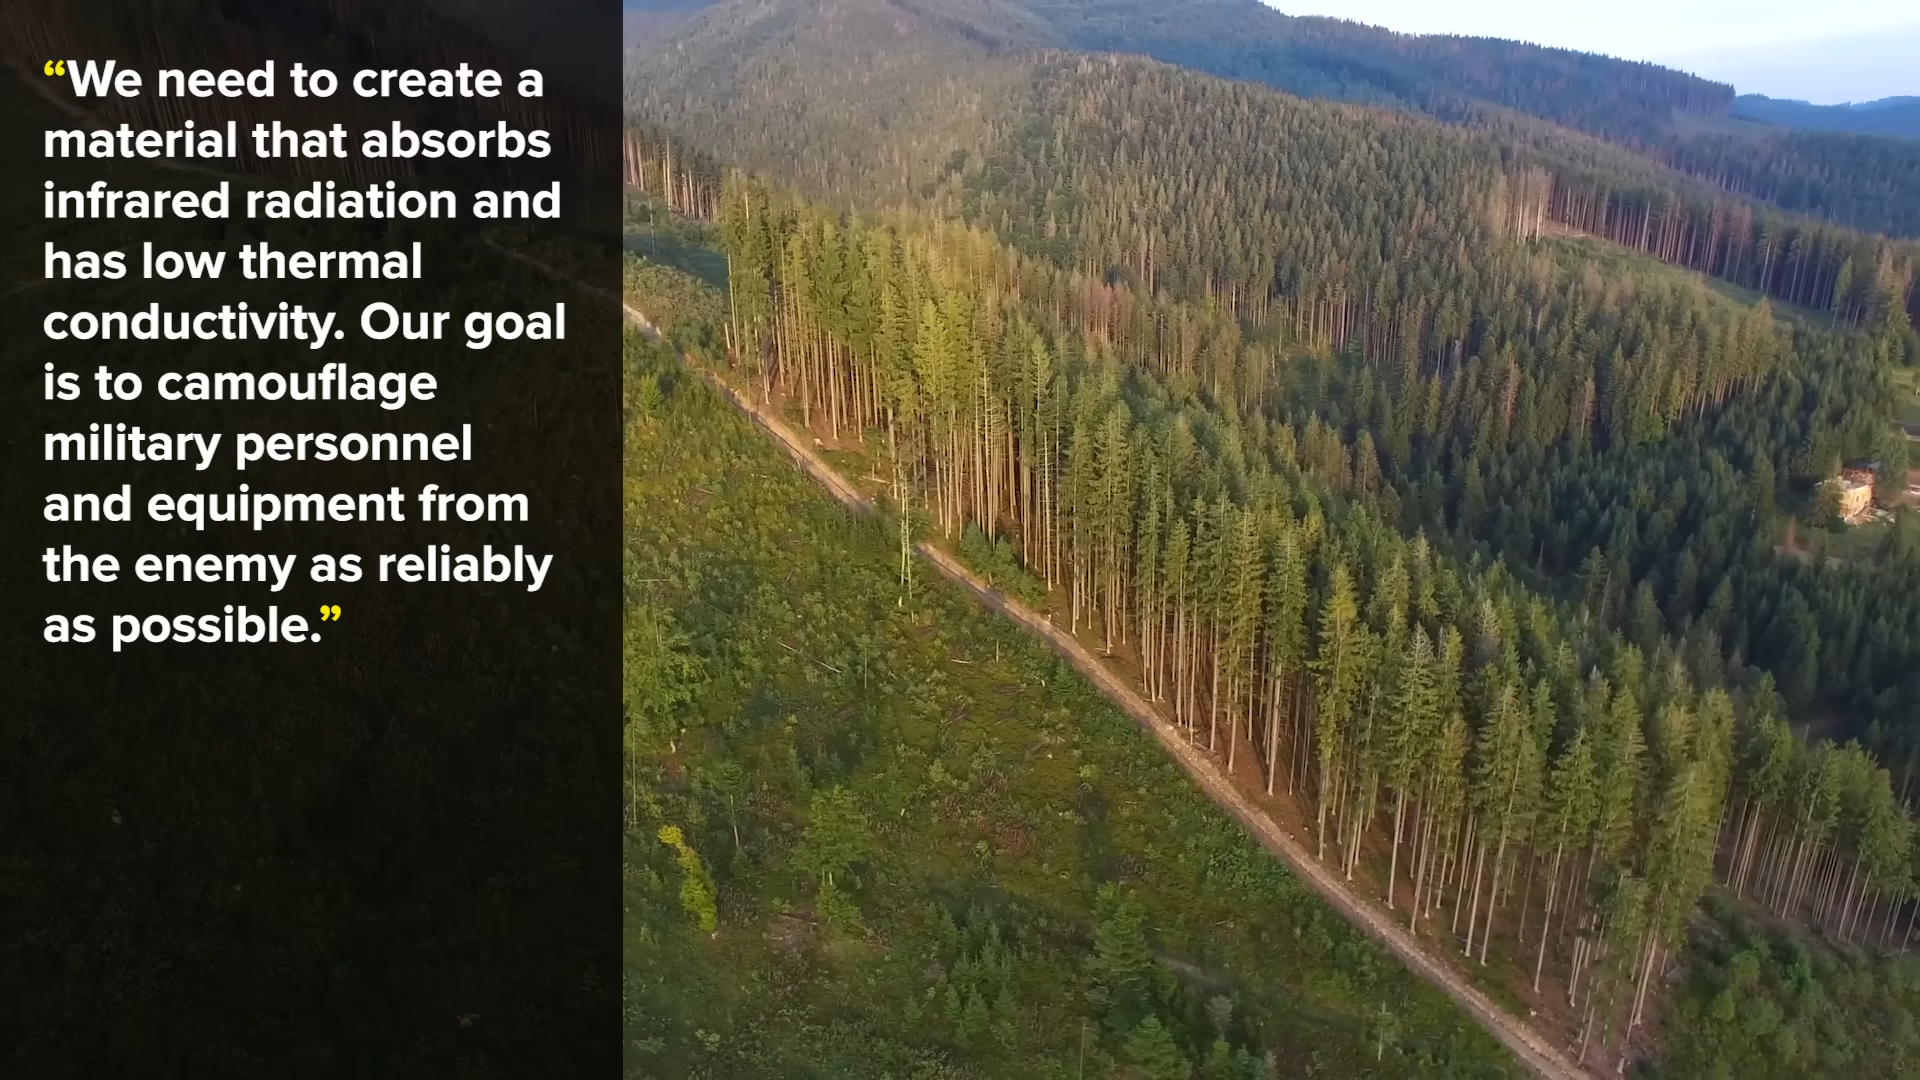 “We need to create a
material that absorbs
infrared radiation and
has low thermal
conductivity. Our goal
is to camouflage
military personnel
and equipment from
the enemy as reliably
as possible.”